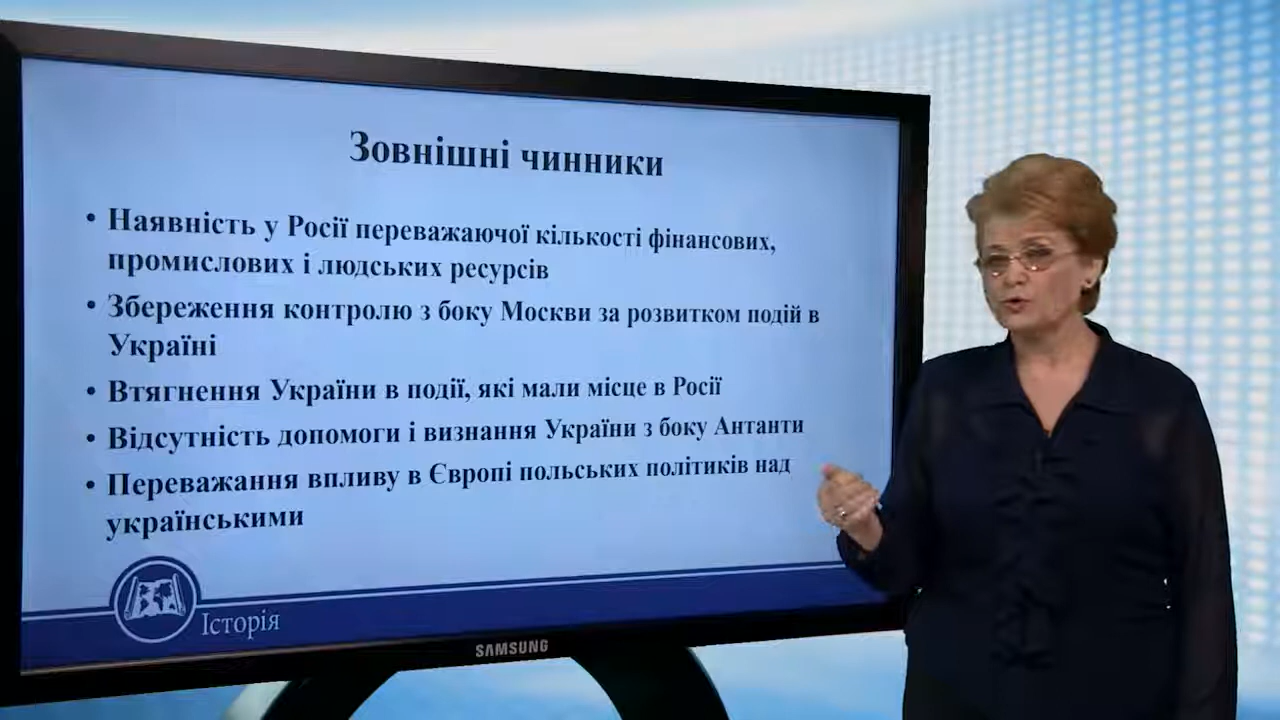 Зовнішні чинники
• Наявність у Росії переважаючої кількості фінансових,
промислових і людських ресурсів
• Збереження контролю з боку Москви за розвитком подій в
Україні
• Втягнення України в події, які мали місце в Росії
• Відсутність допомоги і визнання України з боку Антанти
• Переважання впливу в Європі польських політиків над
українськими
Історія
SAMSUNG